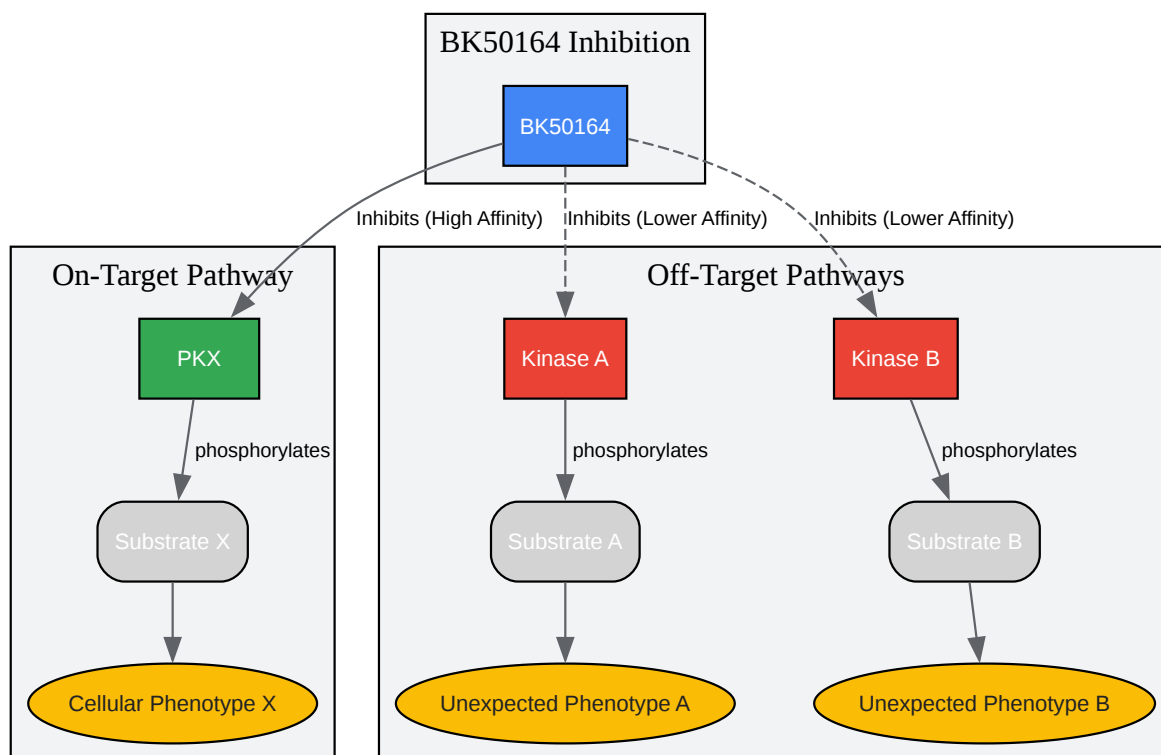 BK50164 Inhibition
BK50164
Inhibits (High Affinity)
Inhibits (Lower Affinity)
Inhibits (Lower Affinity)
On-Target Pathway
Off-Target Pathways
PKX
Kinase A
Kinase B
phosphorylates
phosphorylates
phosphorylates
Substrate X
Substrate A
Substrate B
Cellular Phenotype X
Unexpected Phenotype A
Unexpected Phenotype B